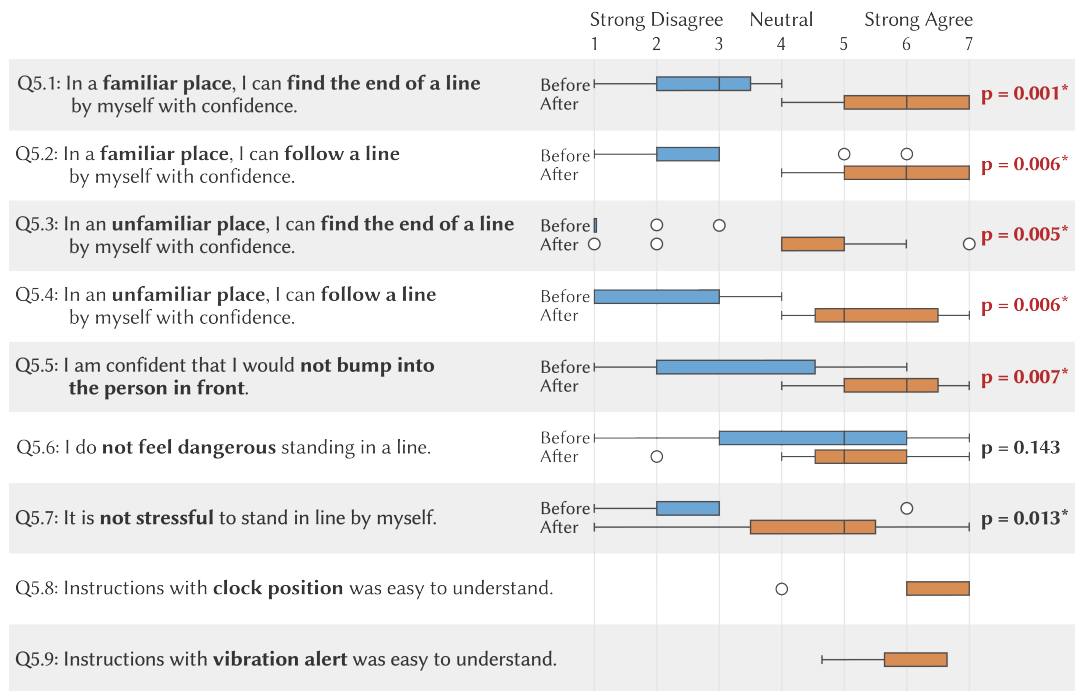 Strong Disagree Neutral Strong Agree
1 2 3 4 5 6 7
Q5.1: In a familiar place, I can find the end of a line
by myself with confidence.
Before
After
p = 0.001*
Q5.2: In a familiar place, I can follow a line
by myself with confidence.
Before
After
p = 0.006*
Q5.3: In an unfamiliar place, I can find the end of a line
by myself with confidence.
Before
After
p = 0.005*
Q5.4: In an unfamiliar place, I can follow a line
by myself with confidence.
Before
After
p = 0.006*
Q5.5: I am confident that I would not bump into
the person in front.
Before
After
p = 0.007*
Q5.6: I do not feel dangerous standing in a line.
Before
After
p = 0.143
Q5.7: It is not stressful to stand in line by myself.
Before
After
p = 0.013*
Q5.8: Instructions with clock position was easy to understand.
Q5.9: Instructions with vibration alert was easy to understand.